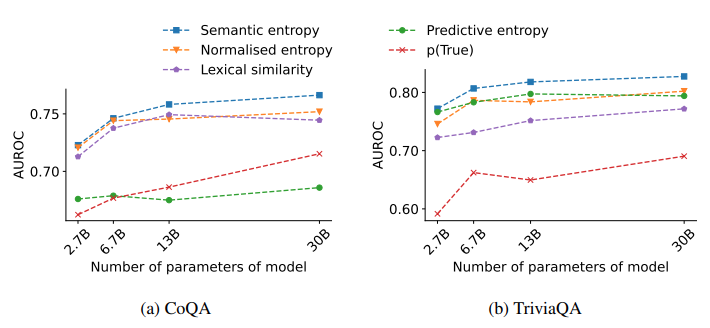 Semantic entropy
Normalised entropy
Lexical similarity
Predictive entropy
p(True)
AUROC
0.75
0.70
2.7B
6.7B
13B
30B
Number of parameters of model
(a) CoQA
AUROC
0.80
0.70
0.60
2.7B
6.7B
13B
30B
Number of parameters of model
(b) TriviaQA